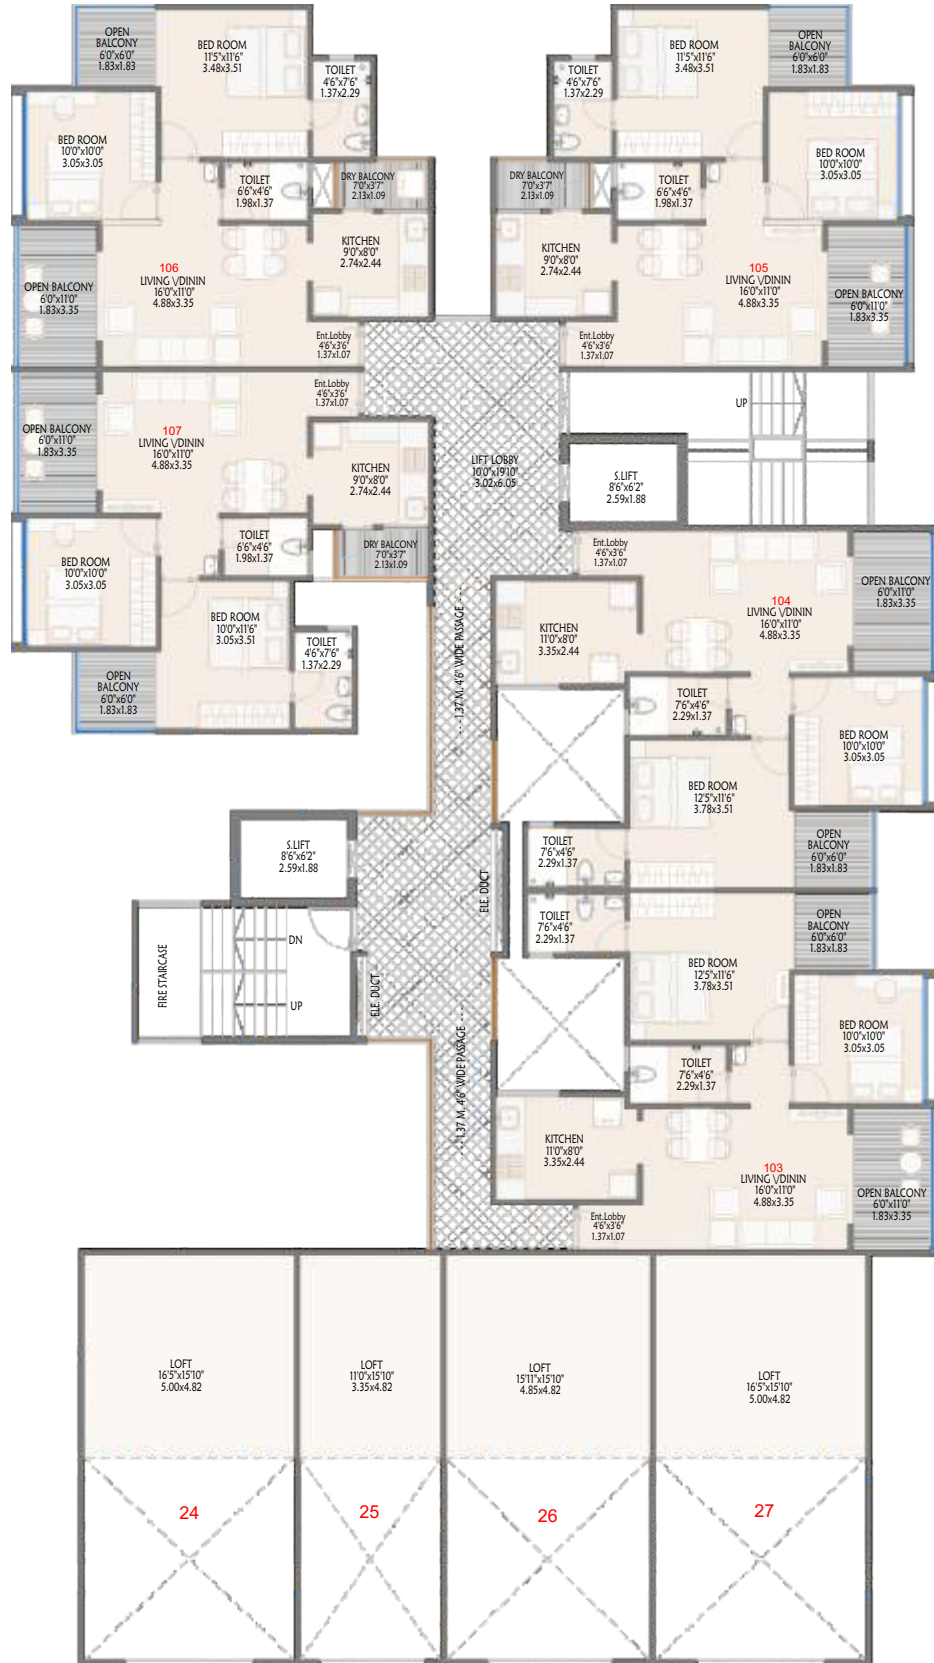 OPEN
BALCONY
6'0"x6'0"
1.83x1.83
BED ROOM
11'5"x11'6"
3.48x3.51
TOILET
4'6"x7'6"
1.37x2.29
BED ROOM
10'0"x10'0"
3.05x3.05
TOILET
6'6"x4'6"
1.98x1.37
DRY BALCONY
7'0"x3'7"
2.13x1.09
KITCHEN
9'0"x8'0"
2.74x2.44
106
LIVING \/DININ
16'0"x11'0"
4.88x3.35
OPEN BALCONY
6'0"x11'0"
1.83x3.35
Ent.Lobby
4'6"x3'6"
1.37x1.07
BED ROOM
11'5"x11'6"
3.48x3.51
OPEN
BALCONY
6'0"x6'0"
1.83x1.83
TOILET
4'6"x7'6"
1.37x2.29
BED ROOM
10'0"x10'0"
3.05x3.05
DRY BALCONY
7'0"x3'7"
2.13x1.09
TOILET
6'6"x4'6"
1.98x1.37
KITCHEN
9'0"x8'0"
2.74x2.44
105
LIVING \/DININ
16'0"x11'0"
4.88x3.35
OPEN BALCONY
6'0"x11'0"
1.83x3.35
Ent.Lobby
4'6"x3'6"
1.37x1.07
Ent.Lobby
4'6"x3'6"
1.37x1.07
OPEN BALCONY
6'0"x11'0"
1.83x3.35
107
LIVING \/DININ
16'0"x11'0"
4.88x3.35
KITCHEN
9'0"x8'0"
2.74x2.44
TOILET
6'6"x4'6"
1.98x1.37
DRY BALCONY
7'0"x3'7"
2.13x1.09
BED ROOM
10'0"x10'0"
3.05x3.05
BED ROOM
10'0"x11'6"
3.05x3.51
TOILET
4'6"x7'6"
1.37x2.29
OPEN
BALCONY
6'0"x6'0"
1.83x1.83
LIFT LOBBY
10'0"x19'10"
3.02x6.05
UP
S.LIFT
8'6"x6'2"
2.59x1.88
Ent.Lobby
4'6"x3'6"
1.37x1.07
KITCHEN
11'0"x8'0"
3.35x2.44
104
LIVING \/DININ
16'0"x11'0"
4.88x3.35
OPEN BALCONY
6'0"x11'0"
1.83x3.35
1.37 M. 4'6" WIDE PASSAGE
TOILET
7'6"x4'6"
2.29x1.37
BED ROOM
10'0"x10'0"
3.05x3.05
BED ROOM
12'5"x11'6"
3.78x3.51
TOILET
7'6"x4'6"
2.29x1.37
OPEN
BALCONY
6'0"x6'0"
1.83x1.83
S.LIFT
8'6"x6'2"
2.59x1.88
ELE. DUCT
DN
UP
FIRE STAIRCASE
ELE. DUCT
TOILET
7'6"x4'6"
2.29x1.37
OPEN
BALCONY
6'0"x6'0"
1.83x1.83
BED ROOM
12'5"x11'6"
3.78x3.51
BED ROOM
10'0"x10'0"
3.05x3.05
TOILET
7'6"x4'6"
2.29x1.37
1.37 M. 4'6" WIDE PASSAGE
KITCHEN
11'0"x8'0"
3.35x2.44
103
LIVING \/DININ
16'0"x11'0"
4.88x3.35
OPEN BALCONY
6'0"x11'0"
1.83x3.35
Ent.Lobby
4'6"x3'6"
1.37x1.07
LOFT
16'5"x15'10"
5.00x4.82
LOFT
11'0"x15'10"
3.35x4.82
LOFT
15'11"x15'10"
4.85x4.82
LOFT
16'5"x15'10"
5.00x4.82
24
25
26
27